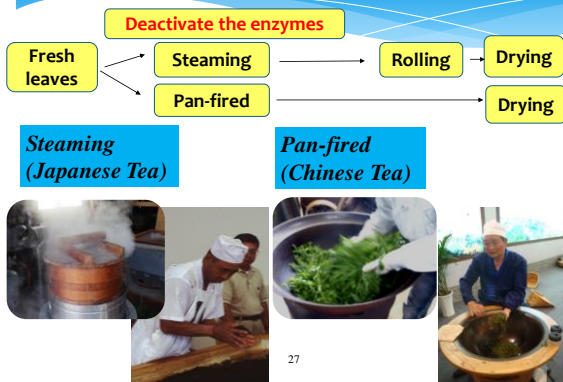 Deactivate the enzymes
Fresh
leaves
Steaming
Rolling
Drying
Pan-fired
Drying
Steaming
(Japanese Tea)
Pan-fired
(Chinese Tea)
27